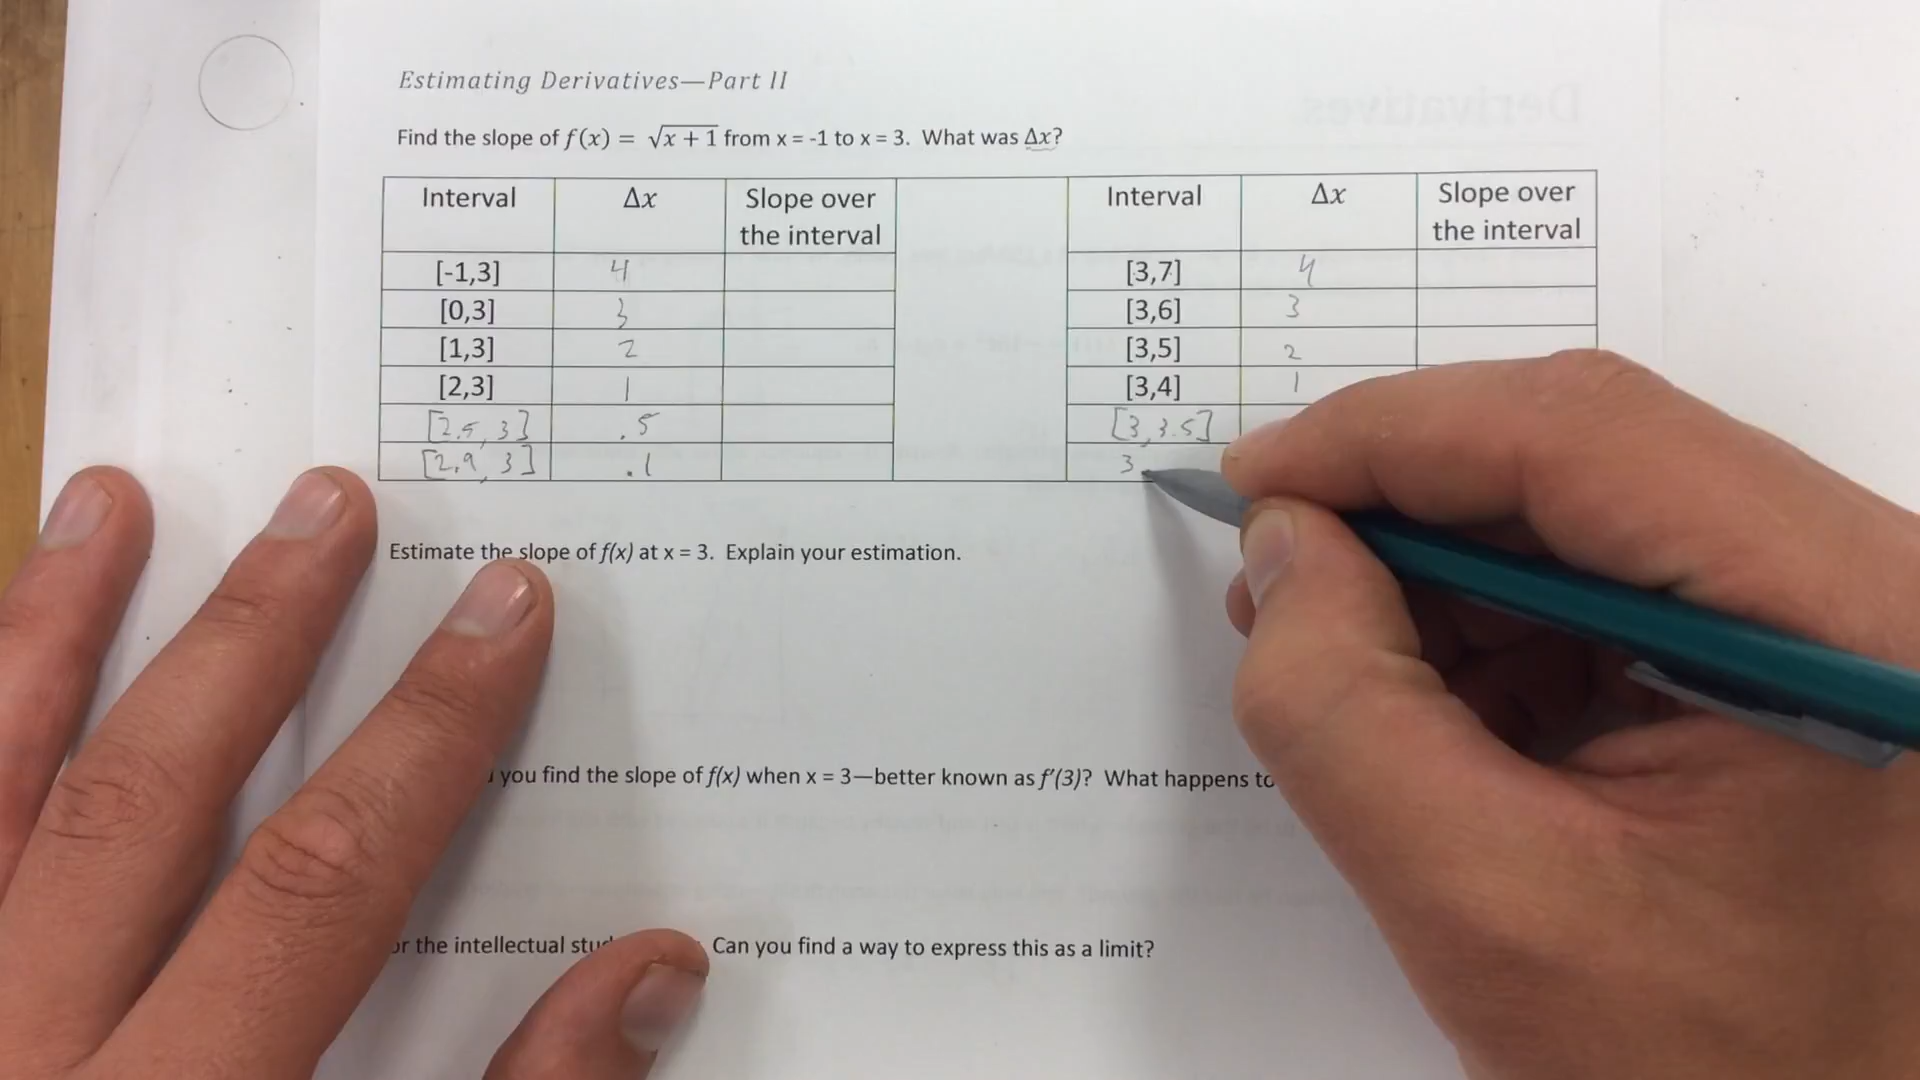 Estimating Derivatives—Part II
Find the slope of f(x) = √x + 1 from x = -1 to x = 3. What was Δx?
Interval Δx Slope over the interval Interval Δx Slope over the interval
[-1,3] 4 [3,7] 4
[0,3] 3 [3,6] 3
[1,3] 2 [3,5] 2
[2,3] 1 [3,4] 1
[2.5, 3] .5 [3, 3.5]
[2.9, 3] .1 3
Estimate the slope of f(x) at x = 3. Explain your estimation.
you find the slope of f(x) when x = 3—better known as f'(3)? What happens to
the intellectual Can you find a way to express this as a limit?